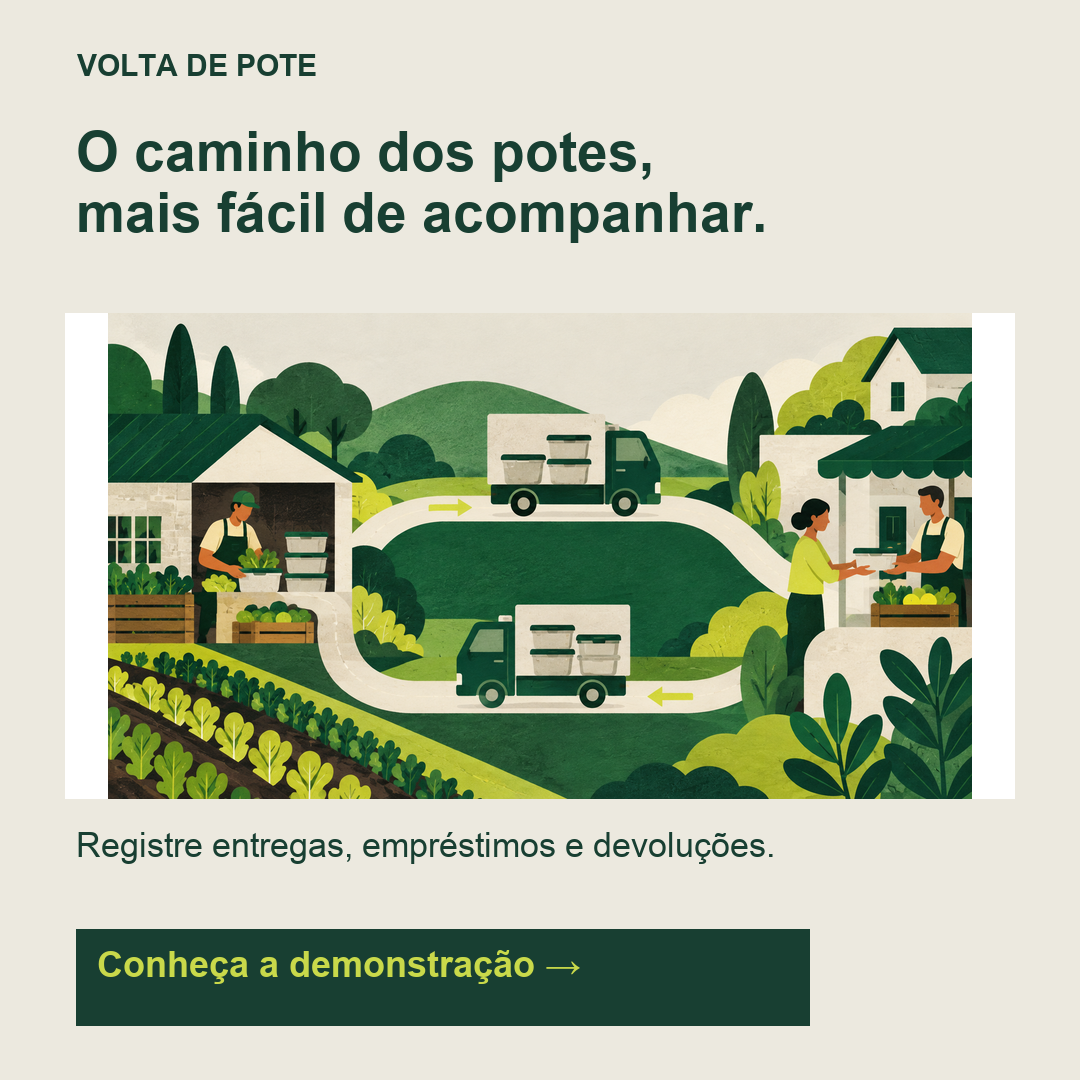 VOLTA DE POTE
O caminho dos potes,
mais fácil de acompanhar.
Registre entregas, empréstimos e devoluções.
Conheça a demonstração →